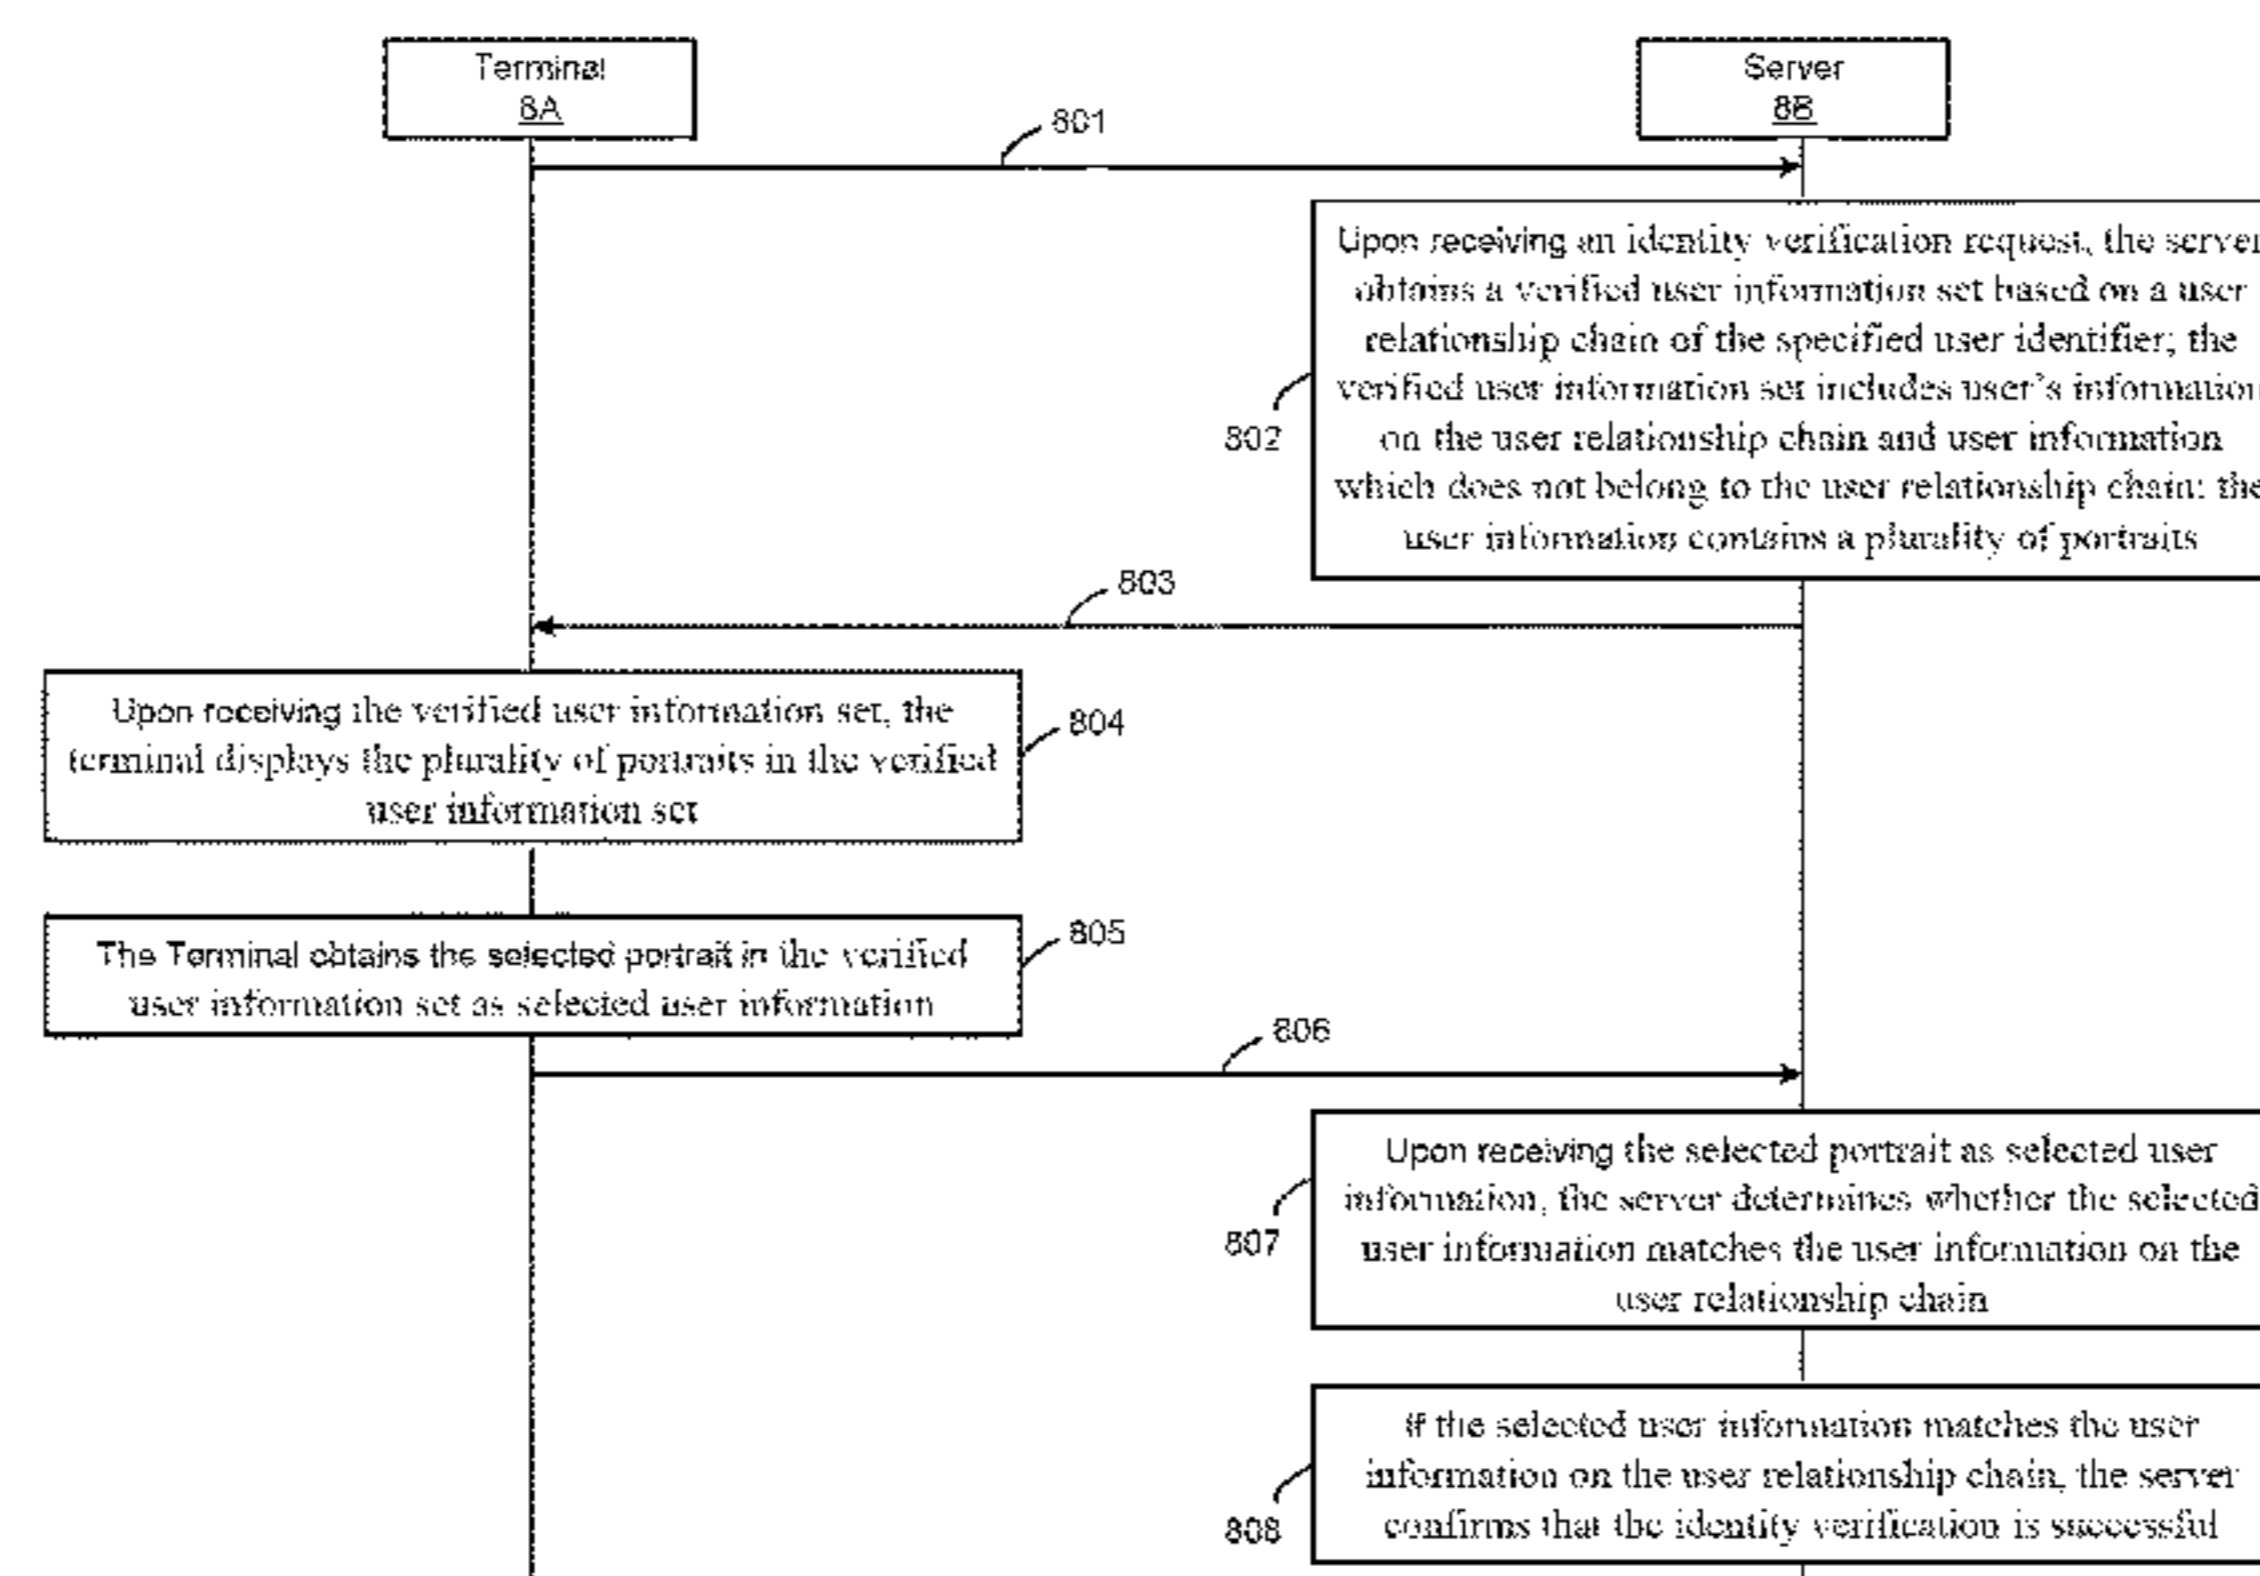 Terminal
8A
Server
8B
801
Upon receiving an identity verification request, the server
obtains a verified user information set based on a user
relationship chain of the specified user identifier; the
verified user information set includes user's information
on the user relationship chain and user information
which does not belong to the user relationship chain; the
user information contains a plurality of portraits
802
803
Upon receiving the verified user information set, the
terminal displays the plurality of portraits in the verified
user information set
804
The Terminal obtains the selected portrait in the verified
user information set as selected user information
805
806
Upon receiving the selected portrait as selected user
information, the server determines whether the selected
user information matches the user information on the
user relationship chain
807
If the selected user information matches the user
information on the user relationship chain, the server
confirms that the identity verification is successful
808